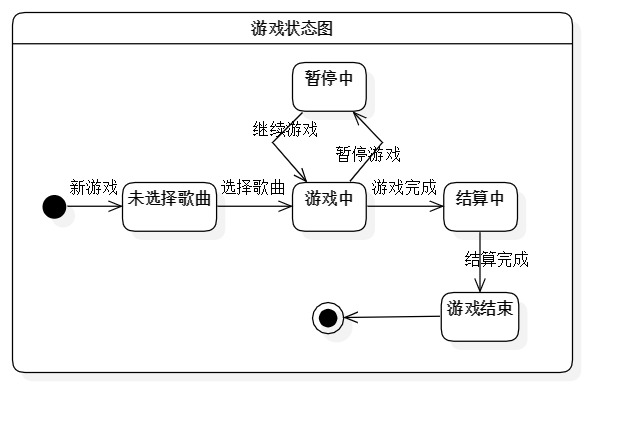 游戏状态图
暂停中
继续游戏
暂停游戏
新游戏
未选择歌曲
选择歌曲
游戏中
游戏完成
结算中
结算完成
游戏结束